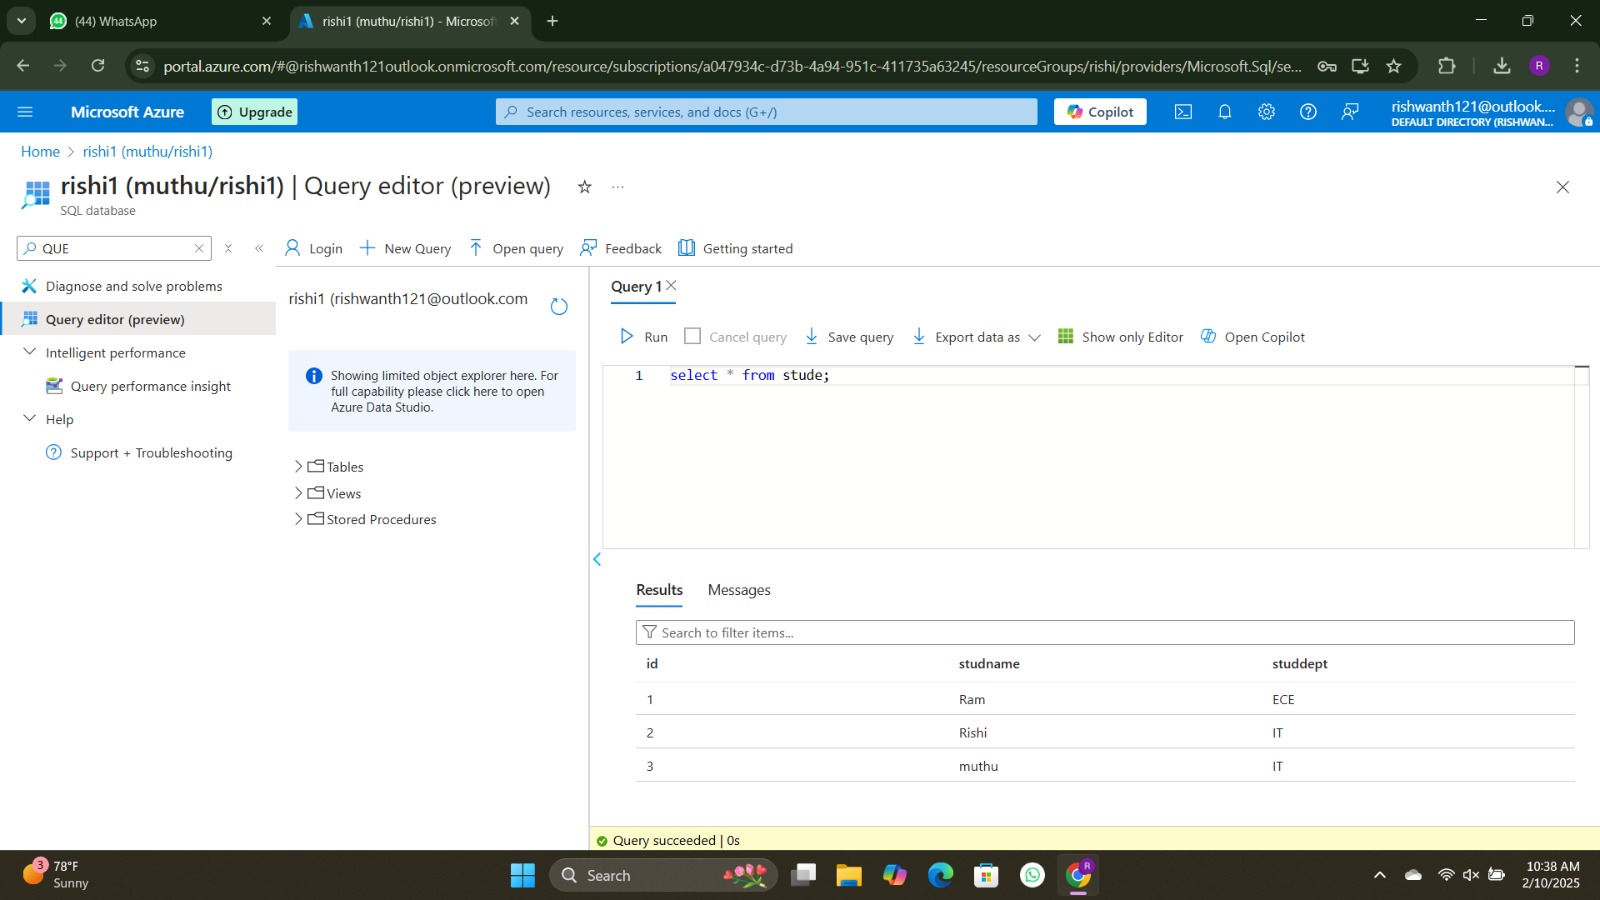 (44) WhatsApp
rishi1 (muthu/rishi1) - Microsof
portal.azure.com/#@rishwanth121outlook.onmicrosoft.com/resource/subscriptions/a047934c-d73b-4a94-951c-411735a63245/resourceGroups/rishi/providers/Microsoft.Sql/se...
R
Microsoft Azure
Upgrade
Search resources, services, and docs (G+/)
Copilot
rishwanth121@outlook....
DEFAULT DIRECTORY (RISHWAN...
Home > rishi1 (muthu/rishi1)
rishi1 (muthu/rishi1) | Query editor (preview)
SQL database
QUE
Diagnose and solve problems
Query editor (preview)
Intelligent performance
Query performance insight
Help
Support + Troubleshooting
Login
New Query
Open query
Feedback
Getting started
rishi1 (rishwanth121@outlook.com
Showing limited object explorer here. For
full capability please click here to open
Azure Data Studio.
Tables
Views
Stored Procedures
Query 1
Run
Cancel query
Save query
Export data as
Show only Editor
Open Copilot
1 select * from stude;
Results Messages
Search to filter items...
id studname studdept
1 Ram ECE
2 Rishi IT
3 muthu IT
Query succeeded | 0s
3
78°F
Sunny
Search
R
10:38 AM
2/10/2025